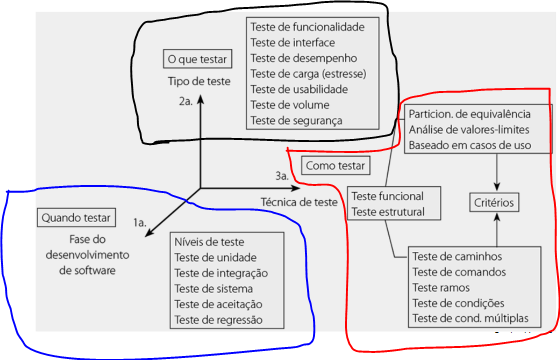 O que testar
Tipo de teste
2a.
Teste de funcionalidade
Teste de interface
Teste de desempenho
Teste de carga (estresse)
Teste de usabilidade
Teste de volume
Teste de segurança
Particion. de equivalência
Análise de valores-limites
Baseado em casos de uso
Como testar
3a.
Técnica de teste
Teste funcional
Teste estrutural
Critérios
Quando testar
1a.
Fase do
desenvolvimento
de software
Níveis de teste
Teste de unidade
Teste de integração
Teste de sistema
Teste de aceitação
Teste de regressão
Teste de caminhos
Teste de comandos
Teste ramos
Teste de condições
Teste de cond. múltiplas